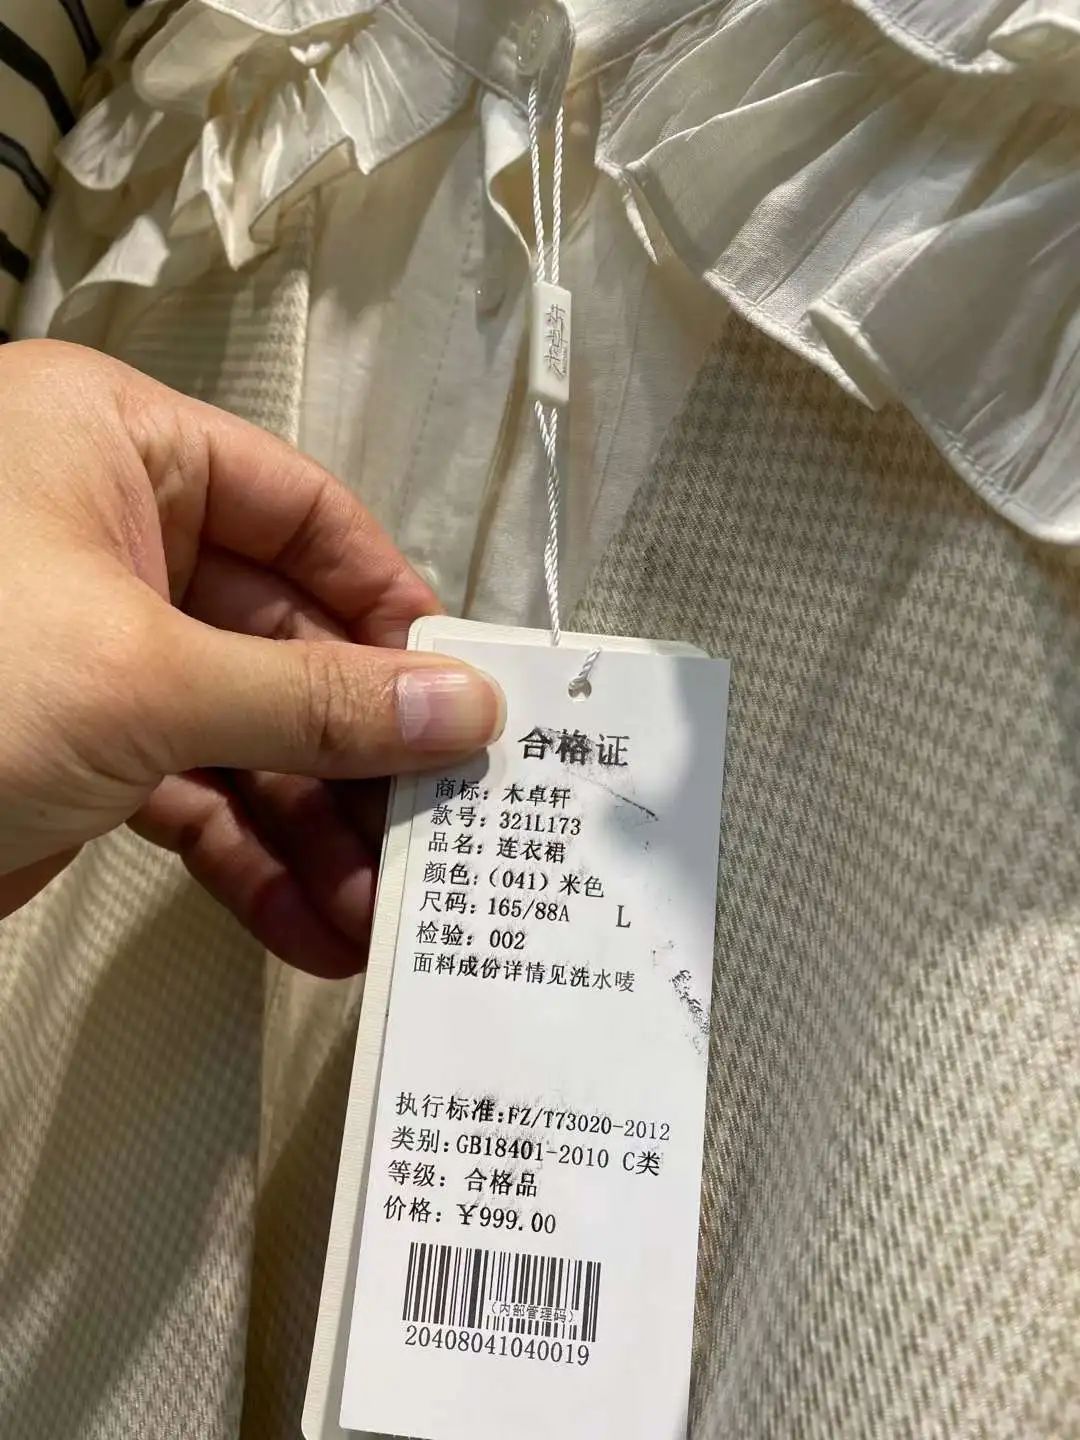 合格证
商标: 木卓轩
款号: 321L173
品名: 连衣裙
颜色:(041) 米色
尺码: 165/88A L
检验: 002
面料成份详情见洗水唛
执行标准:FZ/T73020-2012
类别:GB18401-2010 C类
等级: 合格品
价格: ¥999.00
(内部管理码)
20408041040019